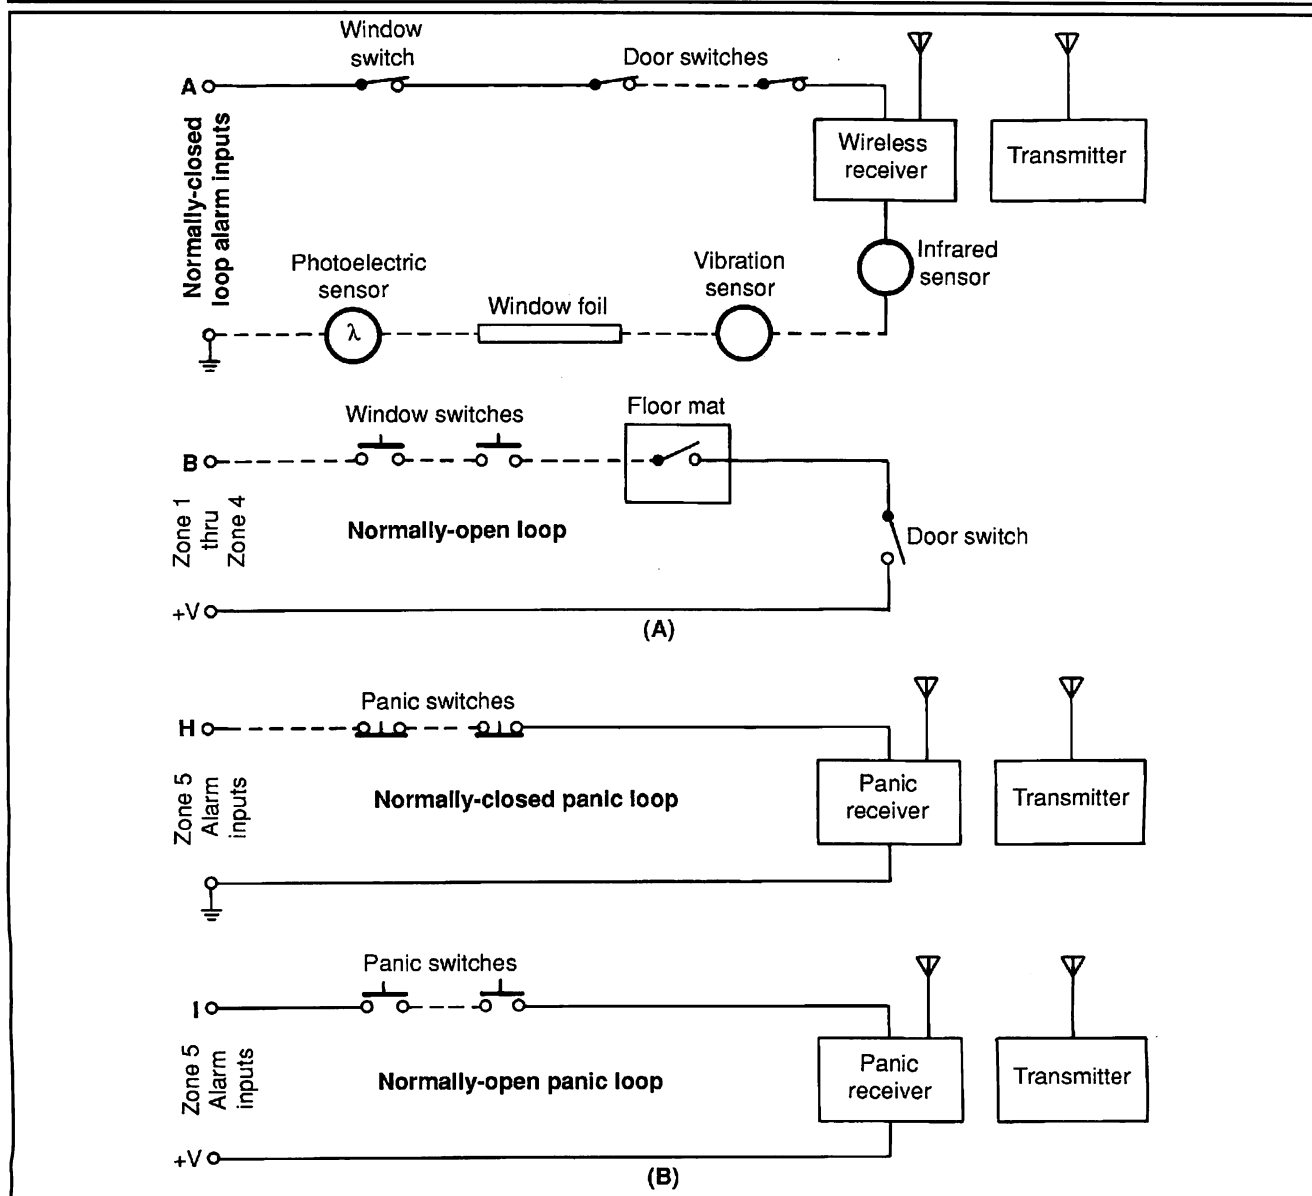 Window
switch
Door switches
A
Normally-closed
loop alarm inputs
Wireless
receiver
Transmitter
Infrared
sensor
Photoelectric
sensor
λ
Window foil
Vibration
sensor
Window switches
Floor mat
B
Zone 1
thru
Zone 4
Normally-open loop
Door switch
+V
(A)
Panic switches
H
Zone 5
Alarm
inputs
Normally-closed panic loop
Panic
receiver
Transmitter
Panic switches
I
Zone 5
Alarm
inputs
Normally-open panic loop
Panic
receiver
Transmitter
+V
(B)